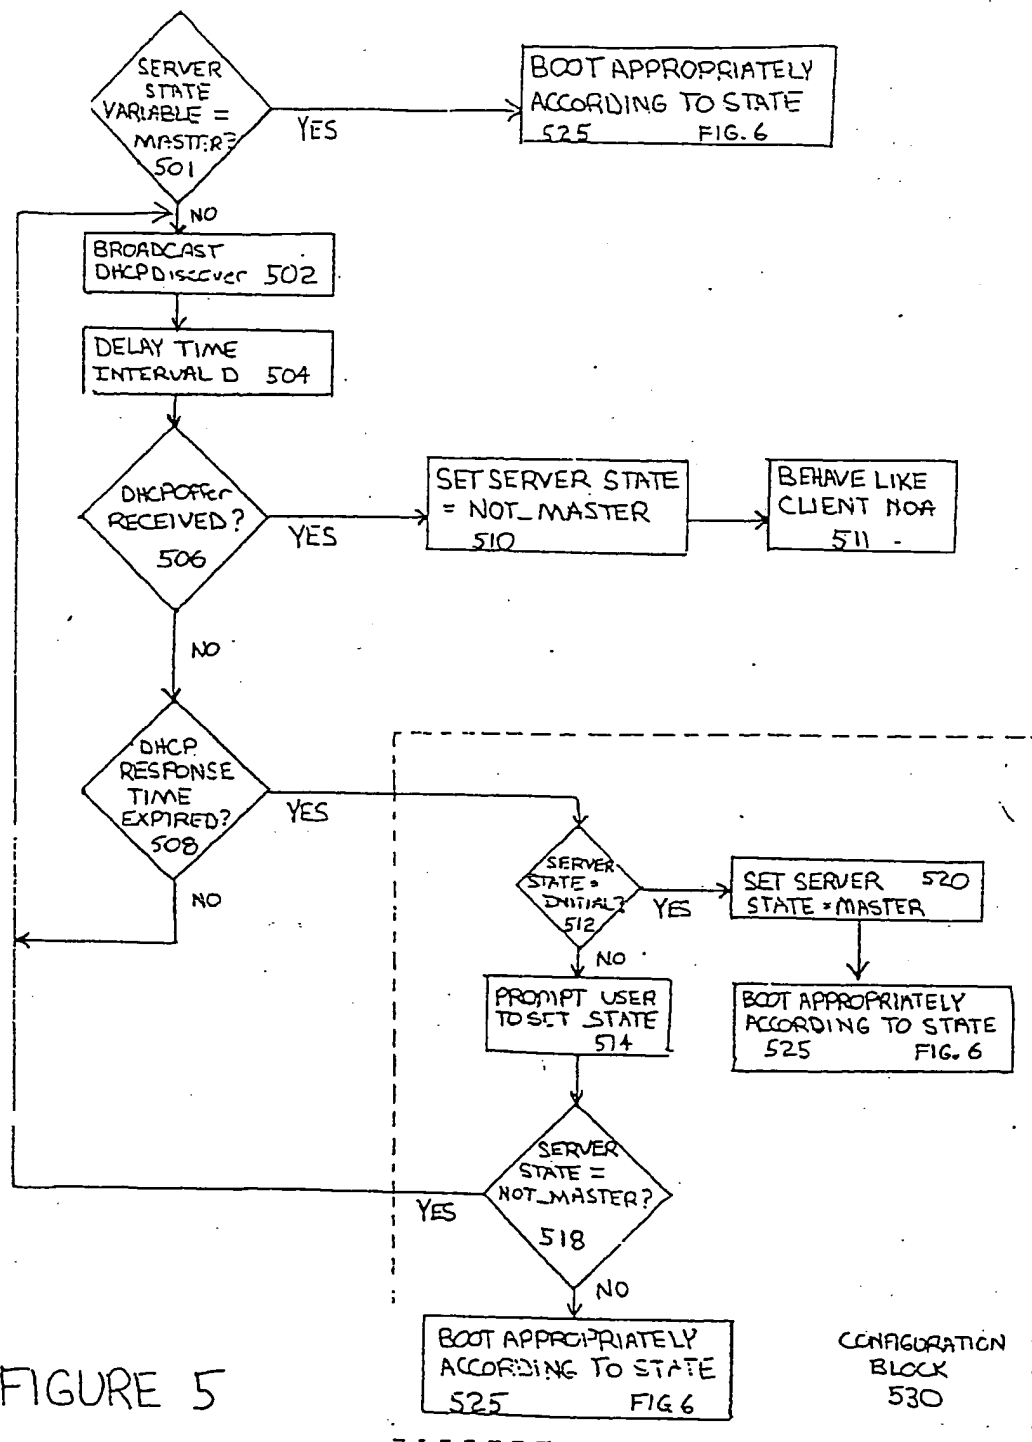 SERVER
STATE
VARIABLE =
MASTER?
501
YES
BOOT APPROPRIATELY
ACCORDING TO STATE
525 FIG. 6
NO
BROADCAST
DHCPDiscover 502
DELAY TIME
INTERVAL D 504
DHCPOffer
RECEIVED?
506
YES
SET SERVER STATE
= NOT_MASTER
510
BEHAVE LIKE
CLIENT NOA
511
NO
DHCP
RESPONSE
TIME
EXPIRED?
508
YES
NO
SERVER
STATE =
INITIAL?
512
YES
SET SERVER 520
STATE = MASTER
NO
BOOT APPROPRIATELY
ACCORDING TO STATE
525 FIG. 6
PROMPT USER
TO SET STATE
514
SERVER
STATE =
NOT_MASTER?
518
YES
NO
BOOT APPROPRIATELY
ACCORDING TO STATE
525 FIG 6
CONFIGURATION
BLOCK
530
FIGURE 5